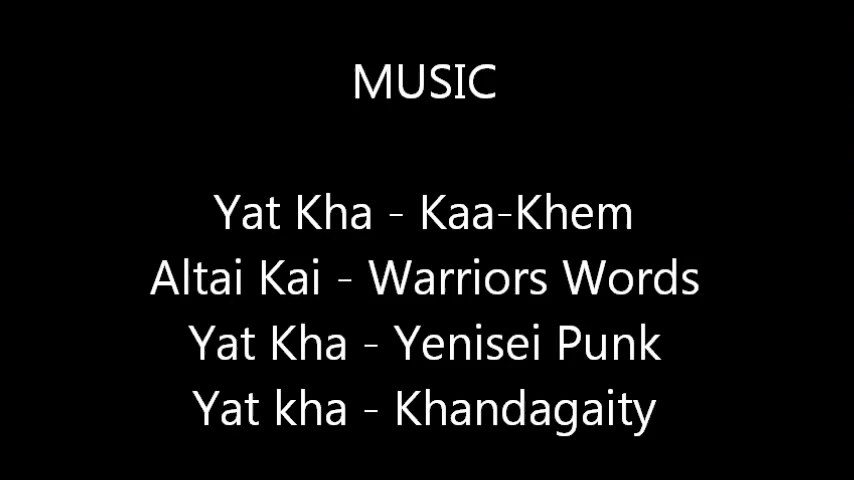 MUSIC
Yat Kha - Kaa-Khem
Altai Kai - Warriors Words
Yat Kha - Yenisei Punk
Yat kha - Khandagaity